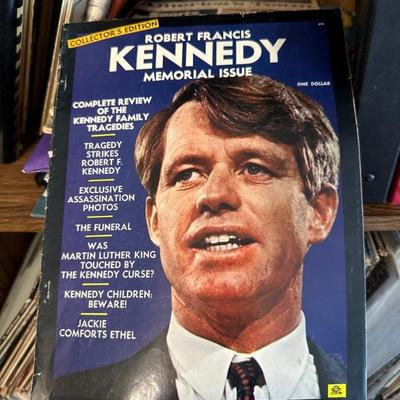 COLLECTOR'S EDITION
ROBERT FRANCIS
KENNEDY
MEMORIAL ISSUE
ONE DOLLAR
COMPLETE REVIEW
OF THE
KENNEDY FAMILY
TRAGEDIES
TRAGEDY
STRIKES
ROBERT F.
KENNEDY
EXCLUSIVE
ASSASSINATION
PHOTOS
THE FUNERAL
WAS
MARTIN LUTHER KING
TOUCHED BY
THE KENNEDY CURSE?
KENNEDY CHILDREN:
BEWARE!
JACKIE
COMFORTS ETHEL